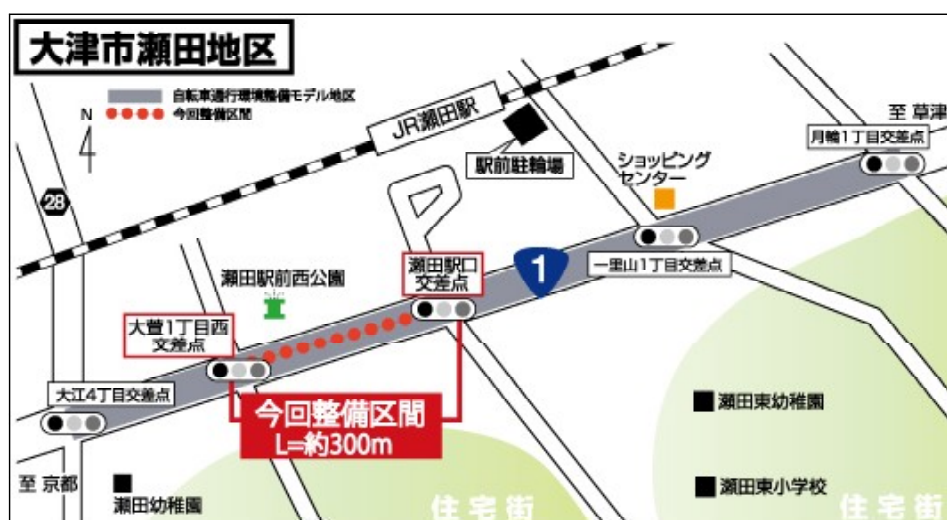 大津市瀬田地区
自転車通行環境整備モデル地区
今回整備区間
N
28
JR瀬田駅
駅前駐輪場
ショッピング
センター
至 草津
月輪1丁目交差点
瀬田駅前西公園
瀬田駅口
交差点
1
一里山1丁目交差点
大萱1丁目西
交差点
大江4丁目交差点
今回整備区間
L=約300m
瀬田東幼稚園
至 京都
瀬田幼稚園
瀬田東小学校
住宅街
住宅街